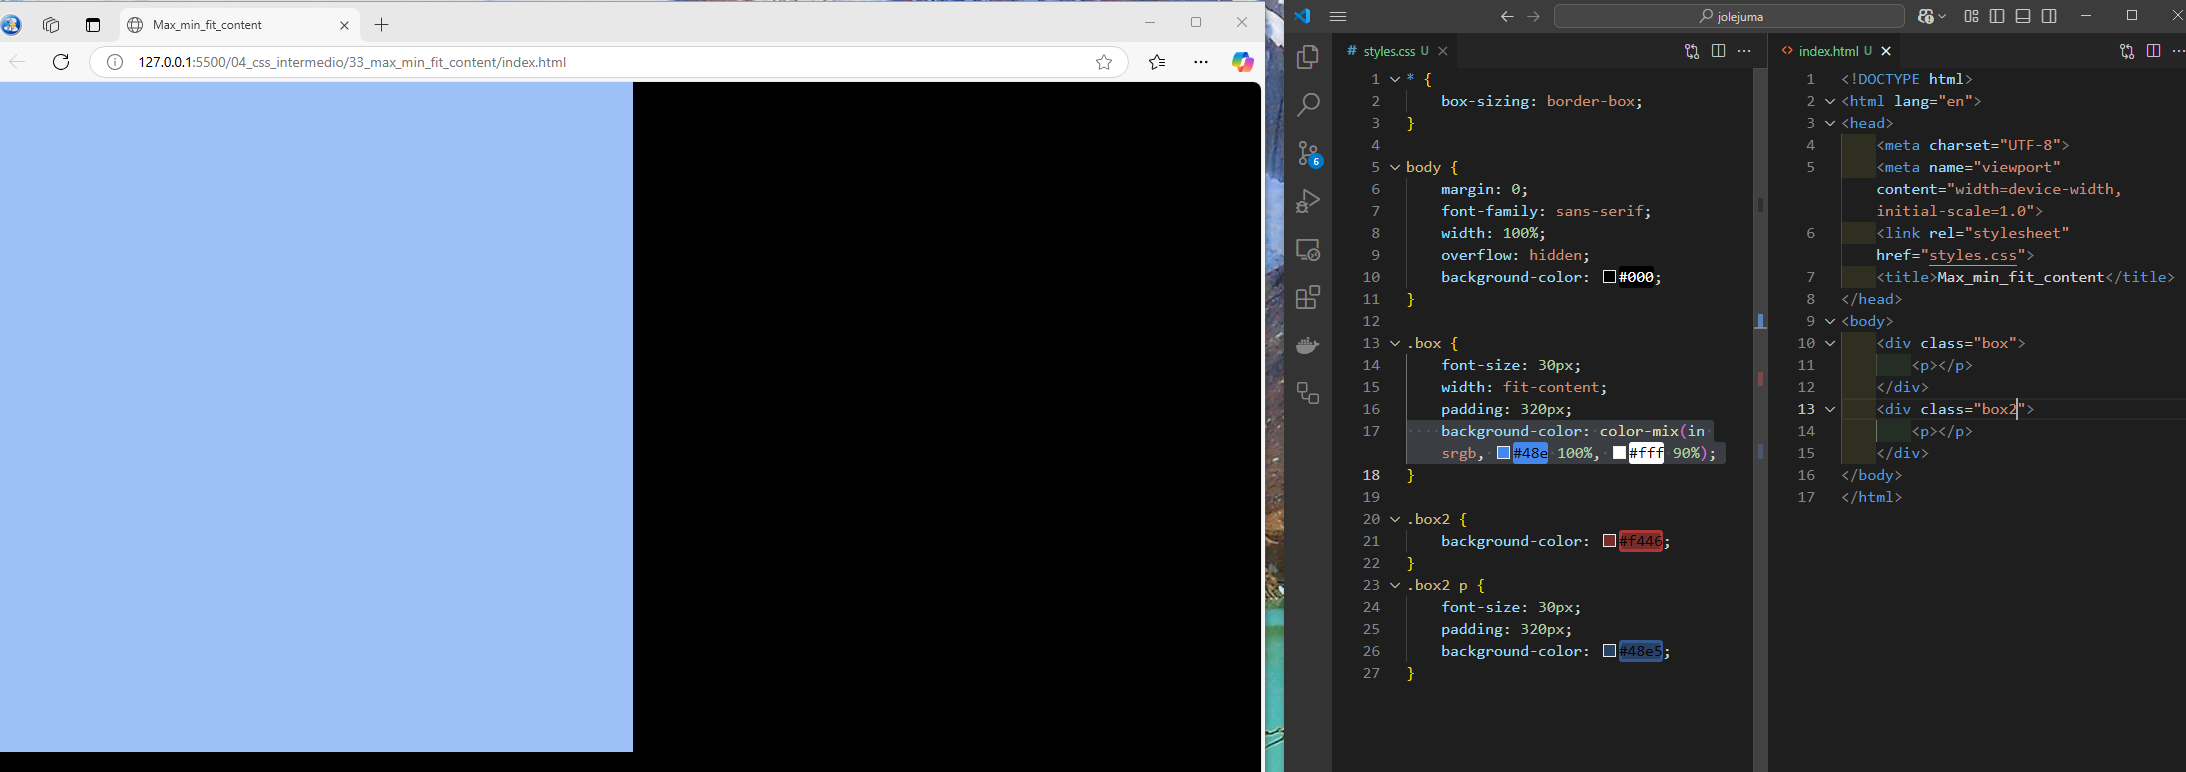 Max_min_fit_content
127.0.0.1:5500/04_css_intermedio/33_max_min_fit_content/index.html
jolejuma
6
# styles.css U
1 * {
2 box-sizing: border-box;
3 }
4
5 body {
6 margin: 0;
7 font-family: sans-serif;
8 width: 100%;
9 overflow: hidden;
10 background-color: #000;
11 }
12
13 .box {
14 font-size: 30px;
15 width: fit-content;
16 padding: 320px;
17 background-color: color-mix(in
srgb, #48e 100%, #fff 90%);
18 }
19
20 .box2 {
21 background-color: #f446;
22 }
23 .box2 p {
24 font-size: 30px;
25 padding: 320px;
26 background-color: #48e5;
27 }
<> index.html U
1 <!DOCTYPE html>
2 <html lang="en">
3 <head>
4 <meta charset="UTF-8">
5 <meta name="viewport"
content="width=device-width,
initial-scale=1.0">
6 <link rel="stylesheet"
href="styles.css">
7 <title>Max_min_fit_content</title>
8 </head>
9 <body>
10 <div class="box">
11 <p></p>
12 </div>
13 <div class="box2">
14 <p></p>
15 </div>
16 </body>
17 </html>